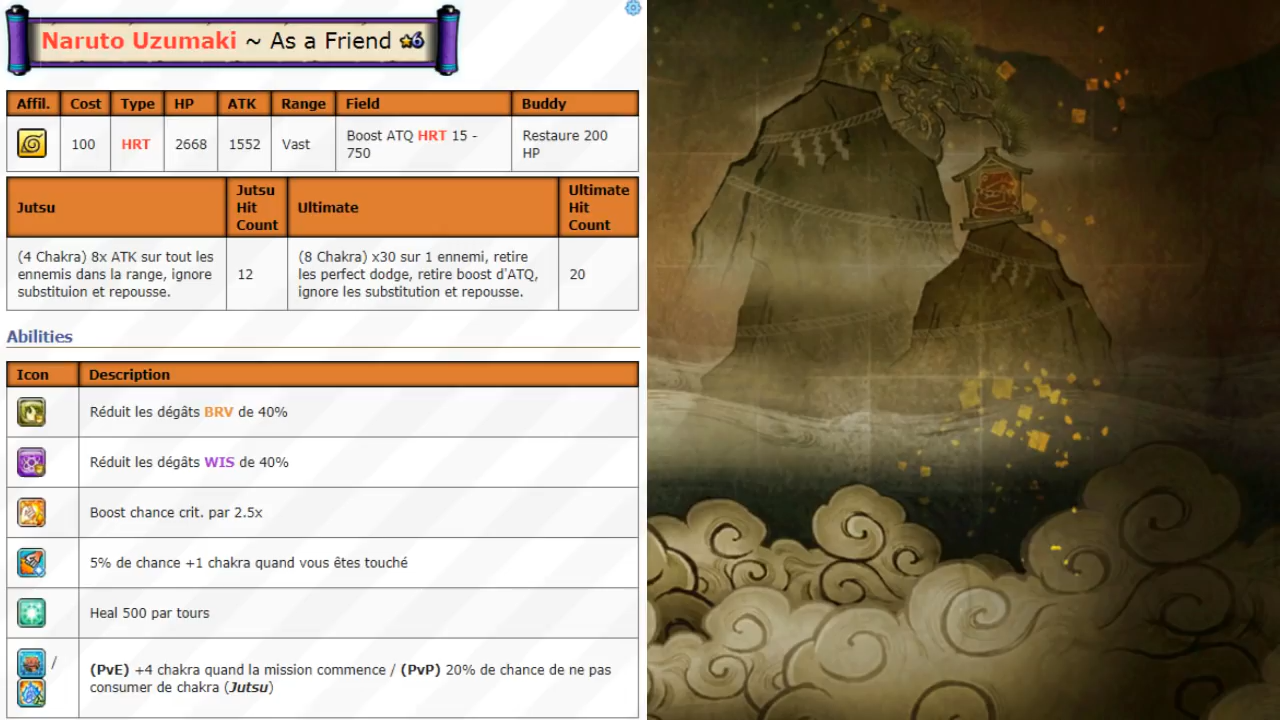 Naruto Uzumaki ~ As a Friend 6
Affil. Cost Type HP ATK Range Field Buddy
100 HRT 2668 1552 Vast Boost ATQ HRT 15 -
750 Restaure 200
HP
Jutsu
Jutsu
Hit
Count
Ultimate
Ultimate
Hit
Count
(4 Chakra) 8x ATK sur tout les
ennemis dans la range, ignore
substituion et repousse.
12
(8 Chakra) x30 sur 1 ennemi, retire
les perfect dodge, retire boost d'ATQ,
ignore les substitution et repousse.
20
Abilities
Icon Description
Réduit les dégâts BRV de 40%
Réduit les dégâts WIS de 40%
Boost chance crit. par 2.5x
5% de chance +1 chakra quand vous êtes touché
Heal 500 par tours
/
(PvE) +4 chakra quand la mission commence / (PvP) 20% de chance de ne pas
consumer de chakra (Jutsu)